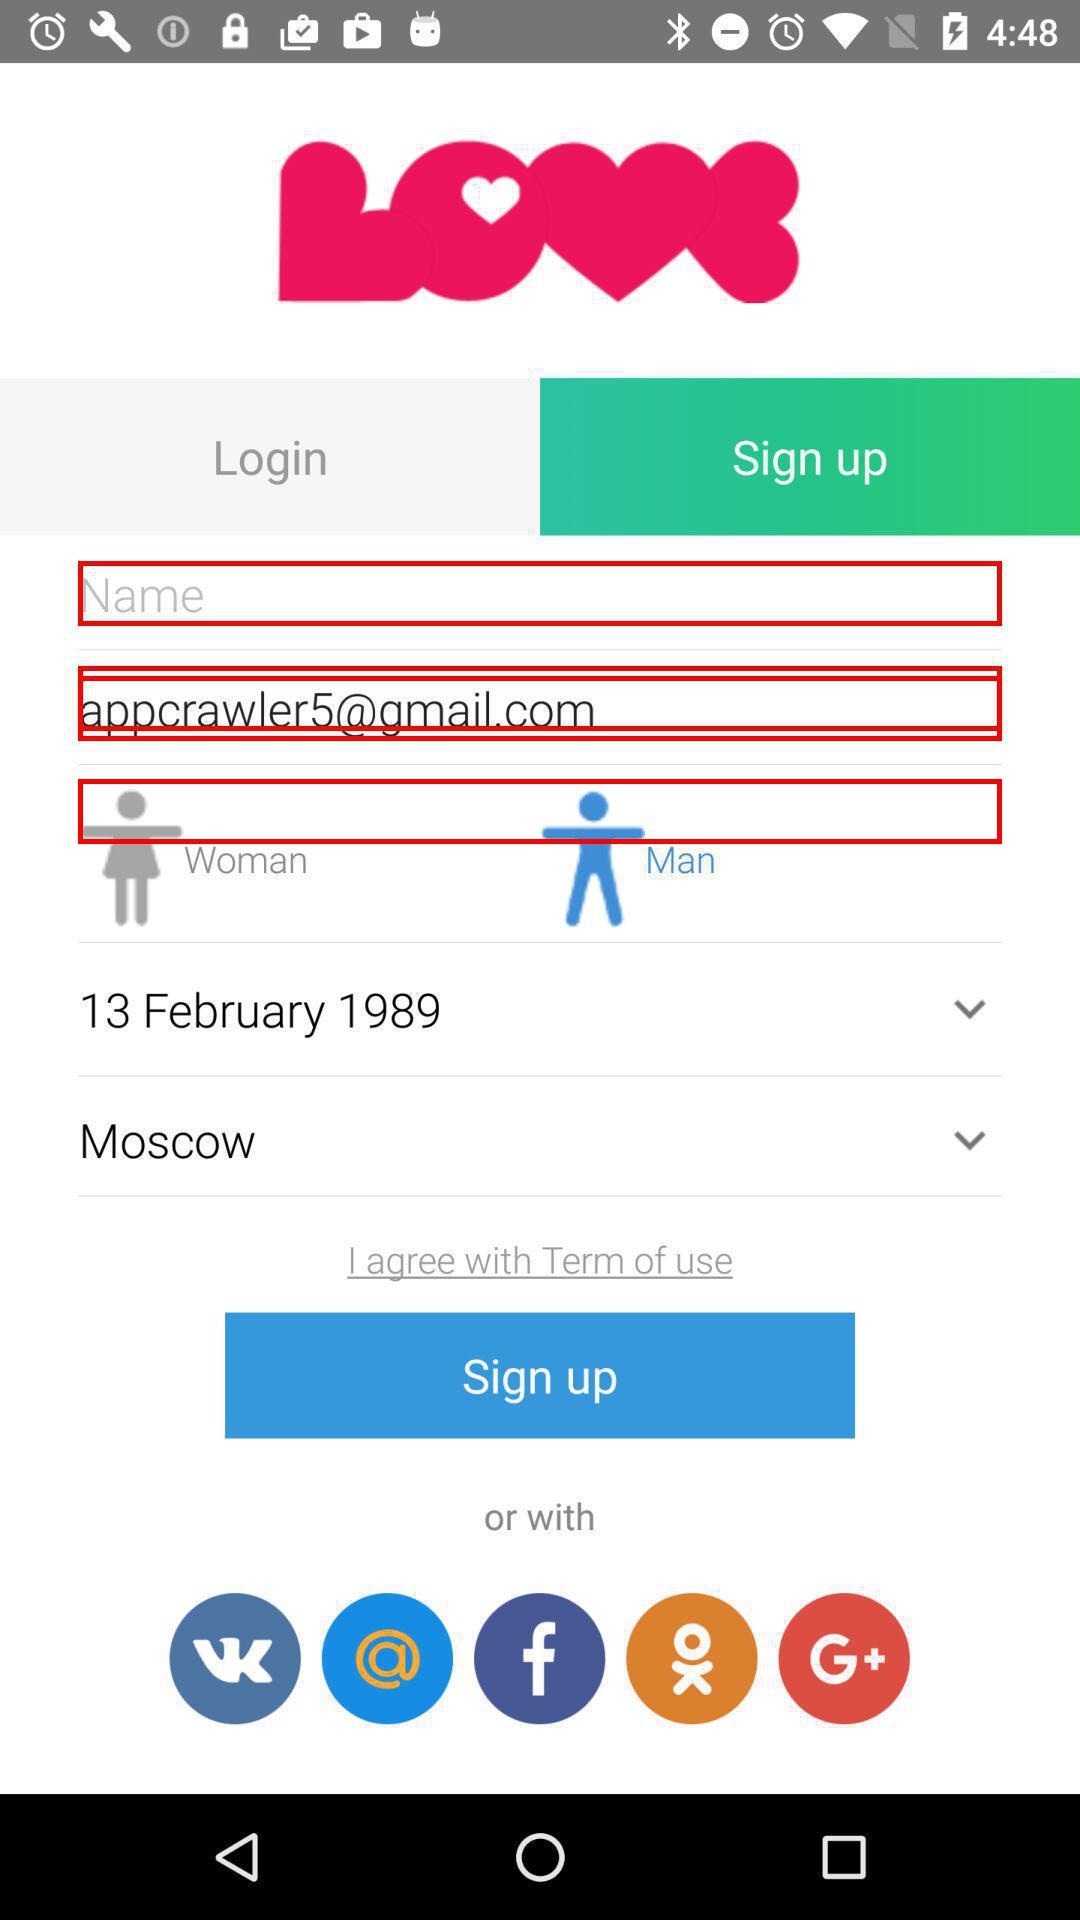 4:48
LOVE
Login
Sign up
Name
appcrawler5@gmail.com
Woman
Man
13 February 1989
Moscow
I agree with Term of use
Sign up
or with
VK
@
f
G+